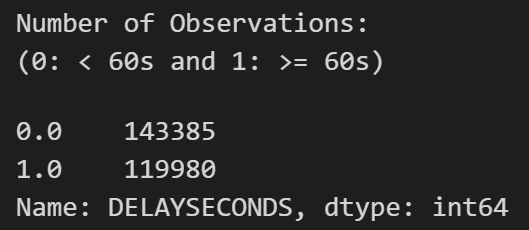 Number of Observations:
(0: < 60s and 1: >= 60s)
0.0    143385
1.0    119980
Name: DELAYSECONDS, dtype: int64